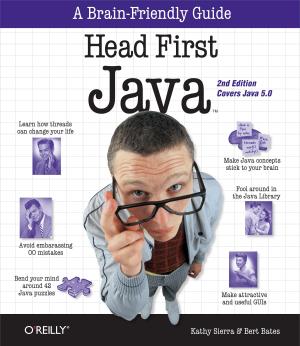 A Brain-Friendly Guide
Head First
Java
™
2nd Edition
Covers Java 5.0
Learn how threads
can change your life
Make Java concepts
stick to your brain
Fool around in
the Java Library
Avoid embarassing
OO mistakes
Bend your mind
around 42
Java puzzles
Make attractive
and useful GUIs
O'REILLY®
Kathy Sierra & Bert Bates